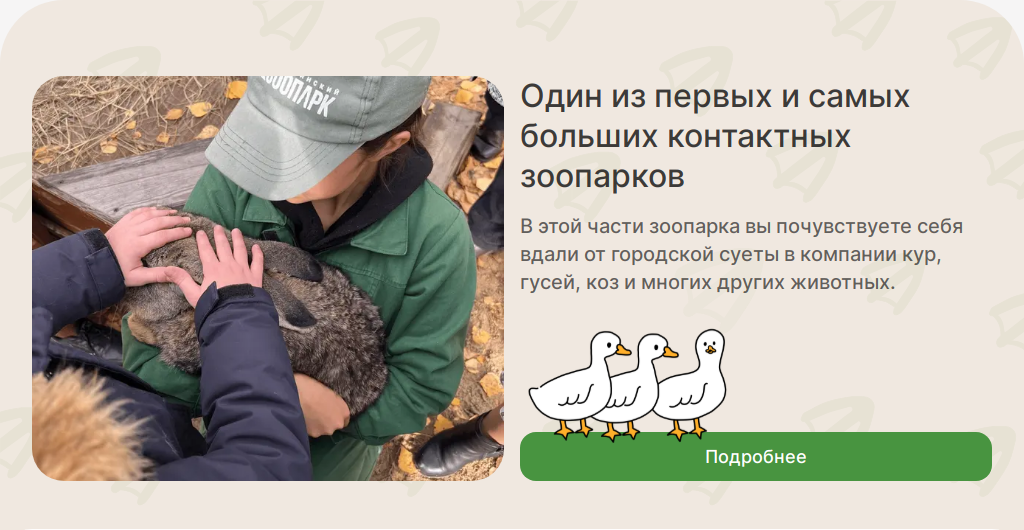 ЗООПАРК
Один из первых и самых
больших контактных
зоопарков
В этой части зоопарка вы почувствуете себя
вдали от городской суеты в компании кур,
гусей, коз и многих других животных.
Подробнее